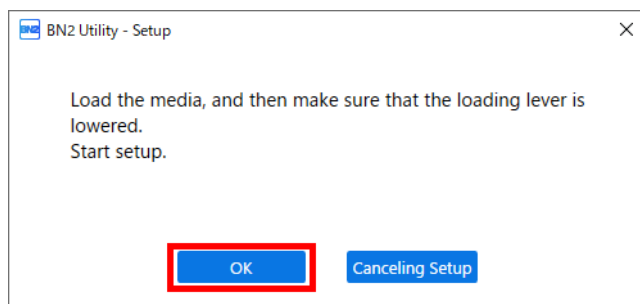 BN2 BN2 Utility - Setup
Load the media, and then make sure that the loading lever is
lowered.
Start setup.
OK Canceling Setup